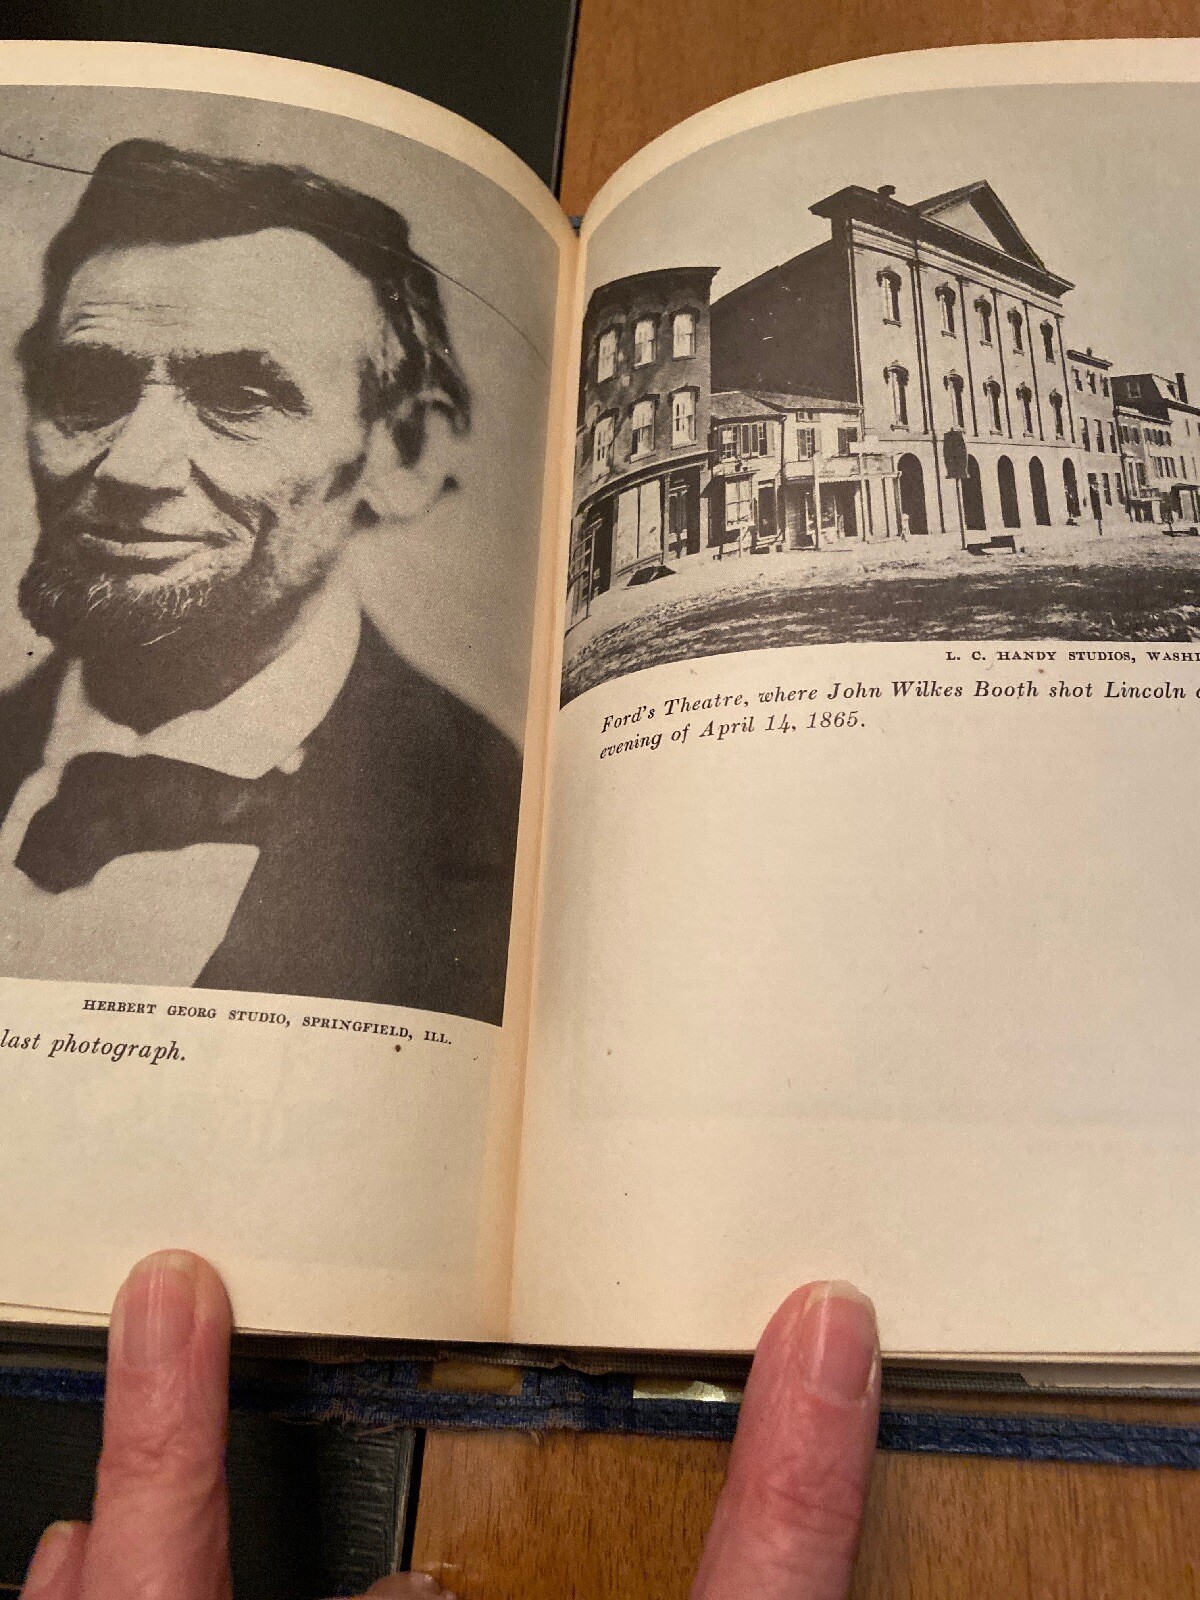 HERBERT GEORG STUDIO, SPRINGFIELD, ILL.
last photograph.
L. C. HANDY STUDIOS,
Ford's Theatre, where John Wilkes Booth shot Lincoln
evening of April 14, 1865.